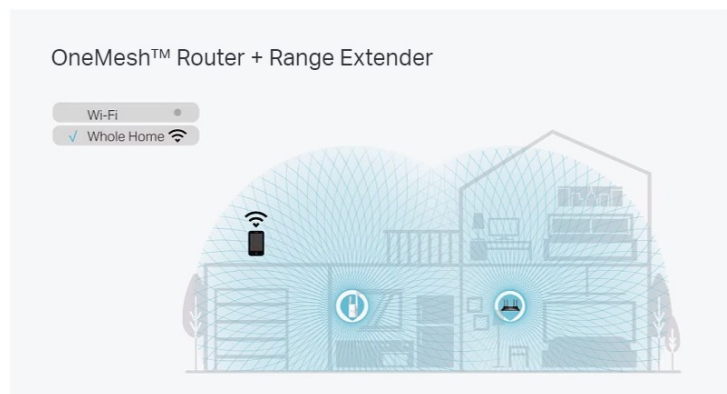 OneMesh™ Router + Range Extender
Wi-Fi
√ Whole Home